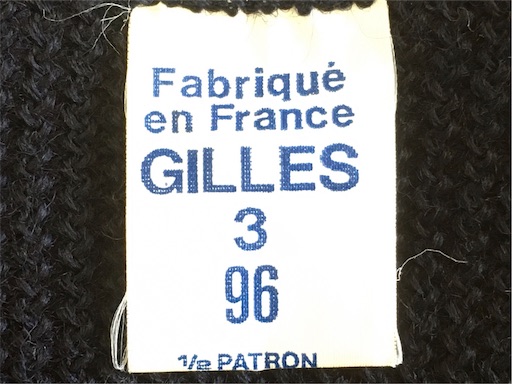 Fabriqué
en France
GILLES
3
96
1/2 PATRON